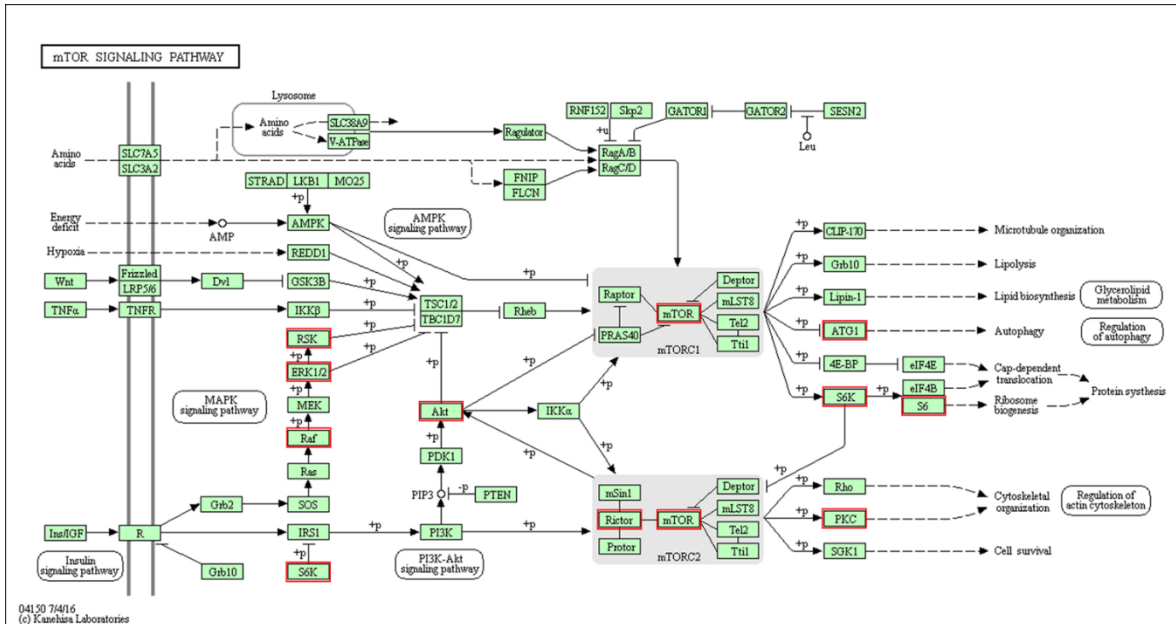 mTOR SIGNALING PATHWAY
Lysosome
Amino
acids
SLC38A9
V-ATPase
Ragulator
RNF152
Skp2
GATOR1
GATOR2
SESN2
+u
Leu
Amino
acids
SLC7A5
SLC3A2
RagA/B
RagC/D
FNIP
FLCN
STRAD
LKB1
MO25
+p
Energy
deficit
AMP
AMPK
AMPK
signaling pathway
+p
+p
Hypoxia
REDD1
+p
Wnt
Frizzled
LRP5/6
Dvl
GSK3B
+p
TNFα
TNFR
IKKβ
+p
TSC1/2
TBC1D7
Rheb
RSK
+p
+p
ERK1/2
+p
+p
MEK
+p
Raf
Ras
SOS
Grb2
MAPK
signaling pathway
Akt
+p
+p
+p
PDK1
PIP3
-p
PTEN
IKKα
+p
+p
+p
Raptor
mTOR
PRAS40
Deptor
mLST8
Tel2
Tti1
mTORC1
+p
CLIP-170
Microtubule organization
+p
Grb10
Lipolysis
+p
Lipin-1
Lipid biosynthesis
Glycerolipid
metabolism
+p
ATG1
Autophagy
Regulation
of autophagy
+p
4E-BP
eIF4E
Cap-dependent
translocation
+p
S6K
+p
eIF4B
S6
Ribosome
biogenesis
Protein systhesis
Ins/IGF
R
IRS1
+p
PI3K
+p
Insulin
signaling pathway
Grb10
+p
S6K
PI3K-Akt
signaling pathway
mSin1
Rictor
Protor
mTOR
Deptor
mLST8
Tel2
Tti1
mTORC2
+p
+p
Rho
+p
PKC
Cytoskeletal
organization
Regulation of
actin cytoskeleton
+p
SGK1
Cell survival
04150 7/4/16
(c) Kanehisa Laboratories